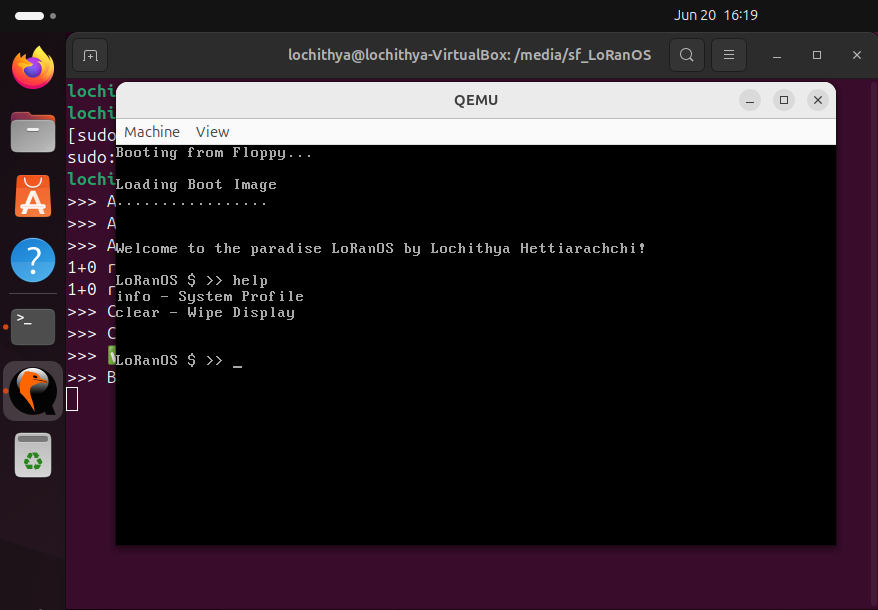 Jun 20 16:19
lochithya@lochithya-VirtualBox: /media/sf_LoRanOS
lochi
lochi
[sudo
sudo:
lochi
>>> A
>>> A
>>> A
1+0 r
1+0 r
>>> C
>>> C
>>>
>>> B
QEMU
Machine View
Booting from Floppy...
Loading Boot Image
.................
Welcome to the paradise LoRanOS by Lochithya Hettiarachchi!
LoRanOS $ >> help
info - System Profile
clear - Wipe Display
LoRanOS $ >> _